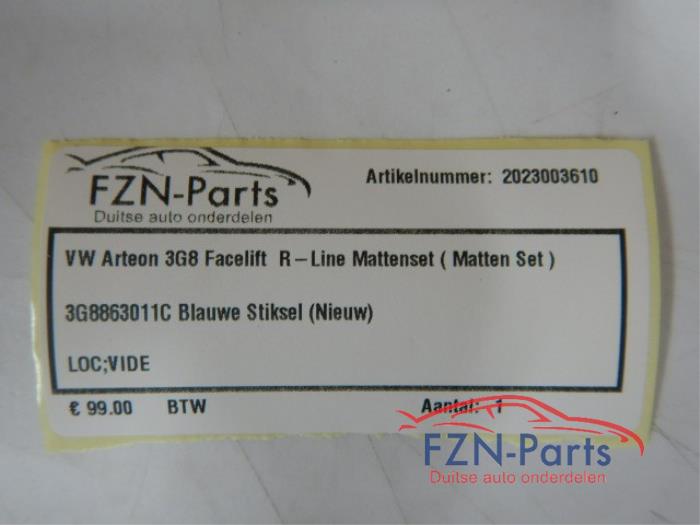 FZN-Parts
Duitse auto onderdelen
Artikelnummer: 2023003610
VW Arteon 3G8 Facelift R-Line Mattenset ( Matten Set )
3G8863011C Blauwe Stiksel (Nieuw)
LOC;VIDE
€ 99.00 BTW Aantal: 1
FZN-Parts
Duitse auto onderdelen